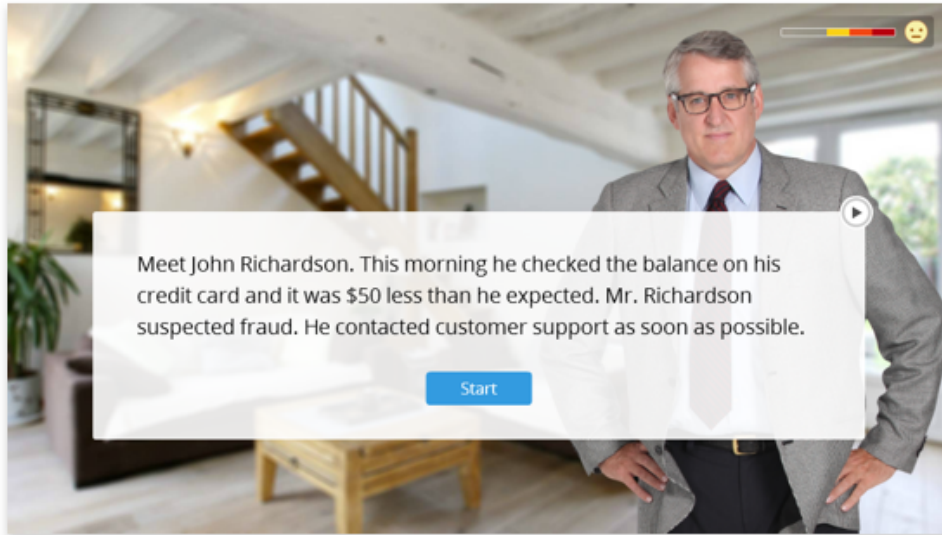 Meet John Richardson. This morning he checked the balance on his
credit card and it was $50 less than he expected. Mr. Richardson
suspected fraud. He contacted customer support as soon as possible.
Start